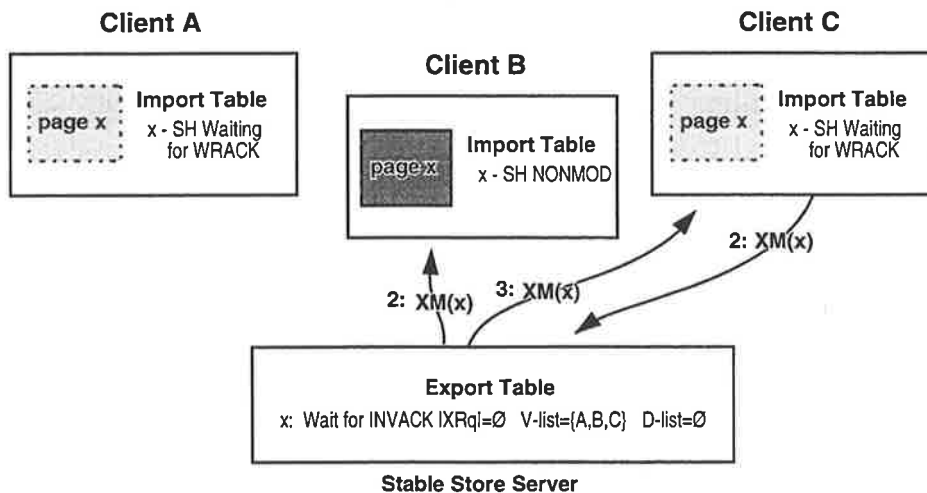 Client A
Client B
Client C
page x
Import Table
x - SH Waiting
for WRACK
page x
Import Table
x - SH NONMOD
page x
Import Table
x - SH Waiting
for WRACK
2: XM(x)
3: XM(x)
2: XM(x)
Export Table
x: Wait for INVACK |XRq|=Ø V-list={A,B,C} D-list=Ø
Stable Store Server